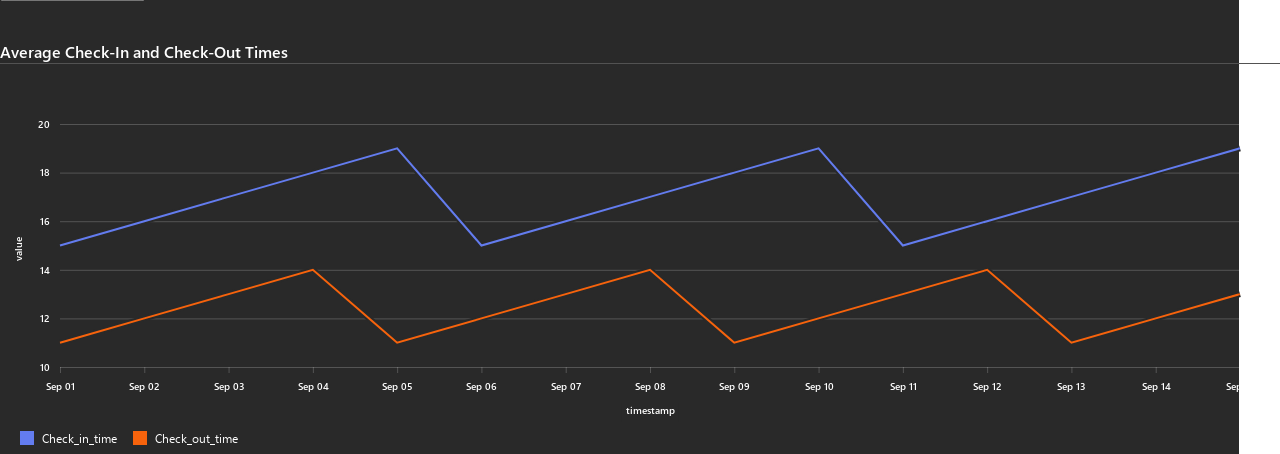 Average Check-In and Check-Out Times
20
18
16
14
12
10
value
Sep 01 Sep 02 Sep 03 Sep 04 Sep 05 Sep 06 Sep 07 Sep 08 Sep 09 Sep 10 Sep 11 Sep 12 Sep 13 Sep 14 Sep
timestamp
Check_in_time Check_out_time